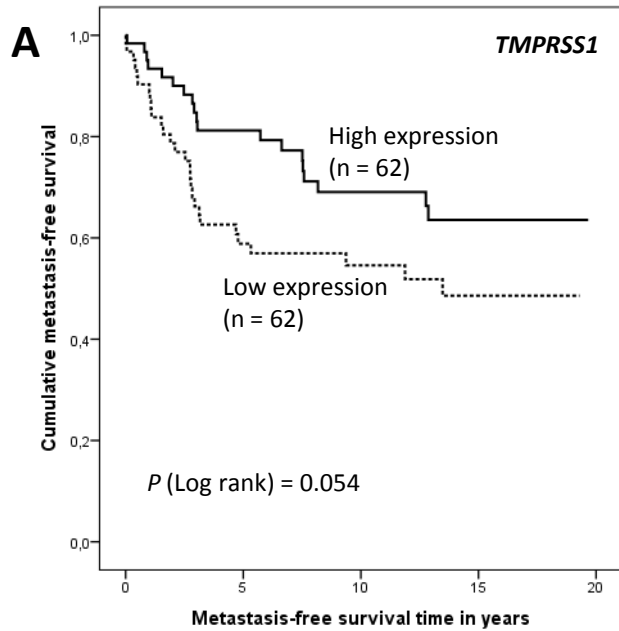 A
TMPRSS1
Cumulative metastasis-free survival
1,0
0,8
0,6
0,4
0,2
0,0
High expression
(n = 62)
Low expression
(n = 62)
P (Log rank) = 0.054
0 5 10 15 20
Metastasis-free survival time in years